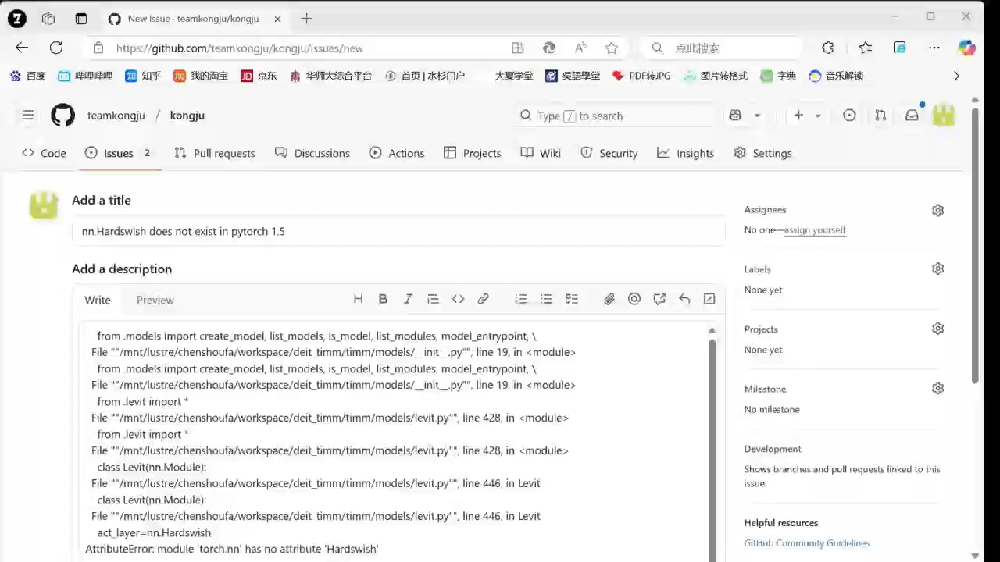 New Issue · teamkongju/kongju
https://github.com/teamkongju/kongju/issues/new
点此搜索
百度 哔哩哔哩 知乎 我的淘宝 京东 华师大综合平台 首页 | 水杉门户 大夏学堂 吴語學堂 PDF转JPG 图片转格式 字典 音乐解锁
teamkongju / kongju
Type / to search
Code Issues 2 Pull requests Discussions Actions Projects Wiki Security Insights Settings
Add a title
nn.Hardswish does not exist in pytorch 1.5
Add a description
Write Preview
from .models import create_model, list_models, is_model, list_modules, model_entrypoint, \
File ""/mnt/lustre/chenshoufa/workspace/deit_timm/timm/models/__init__.py"", line 19, in <module>
from .models import create_model, list_models, is_model, list_modules, model_entrypoint, \
File ""/mnt/lustre/chenshoufa/workspace/deit_timm/timm/models/__init__.py"", line 19, in <module>
from .levit import *
File ""/mnt/lustre/chenshoufa/workspace/deit_timm/timm/models/levit.py"", line 428, in <module>
from .levit import *
File ""/mnt/lustre/chenshoufa/workspace/deit_timm/timm/models/levit.py"", line 428, in <module>
class Levit(nn.Module):
File ""/mnt/lustre/chenshoufa/workspace/deit_timm/timm/models/levit.py"", line 446, in Levit
class Levit(nn.Module):
File ""/mnt/lustre/chenshoufa/workspace/deit_timm/timm/models/levit.py"", line 446, in Levit
act_layer=nn.Hardswish,
AttributeError: module 'torch.nn' has no attribute 'Hardswish'
Assignees
No one—assign yourself
Labels
None yet
Projects
None yet
Milestone
No milestone
Development
Shows branches and pull requests linked to this
issue.
Helpful resources
GitHub Community Guidelines